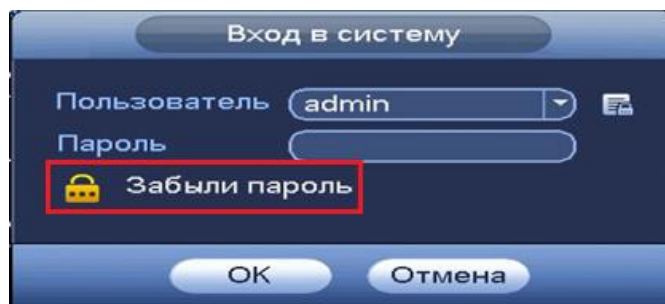 Вход в систему
Пользователь admin
Пароль
Забыли пароль
OK Отмена